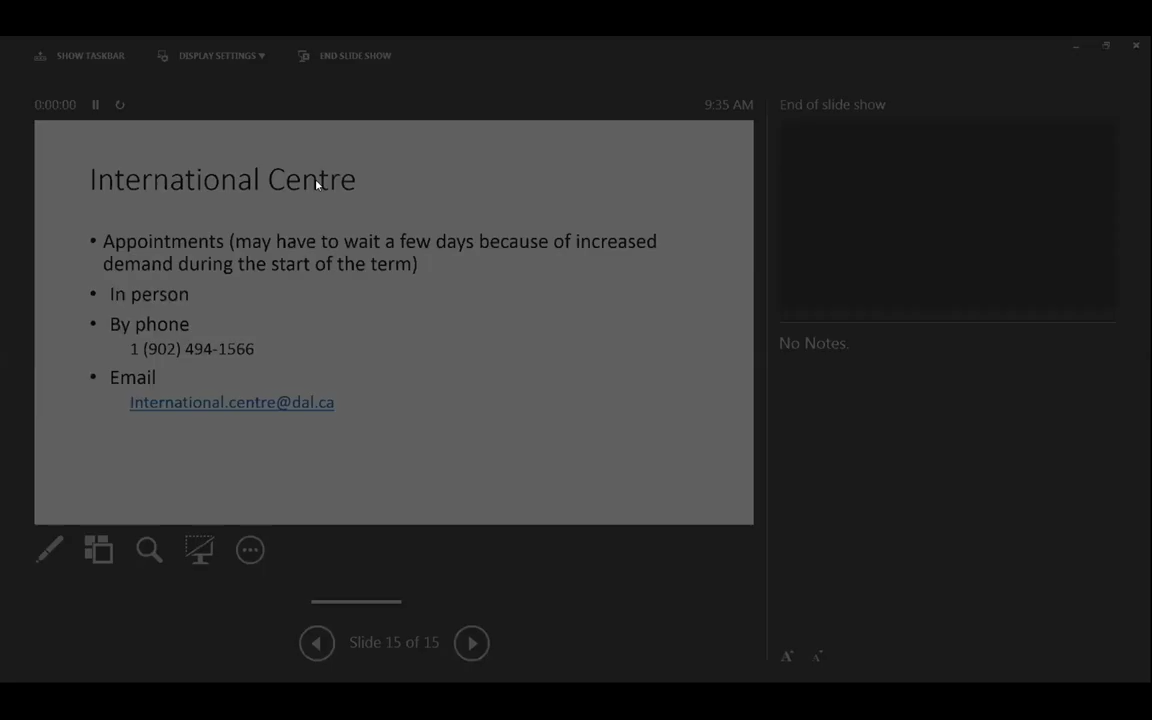 SHOW TASKBAR DISPLAY SETTINGS ▼ END SLIDE SHOW
0:00:00 9:35 AM
International Centre
• Appointments (may have to wait a few days because of increased
demand during the start of the term)
• In person
• By phone
1 (902) 494-1566
• Email
International.centre@dal.ca
Slide 15 of 15
End of slide show
No Notes.
A A